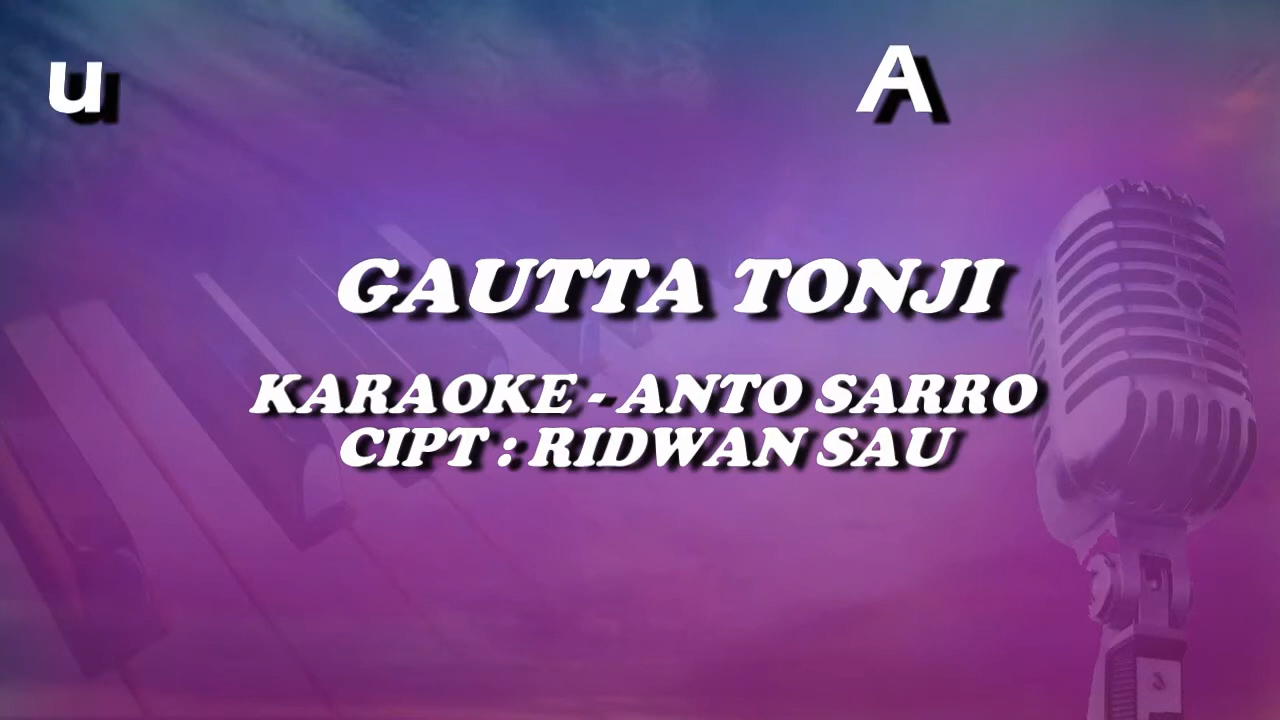 u A
GAUTTA TONJI
KARAOKE - ANTO SARRO
CIPT : RIDWAN SAU